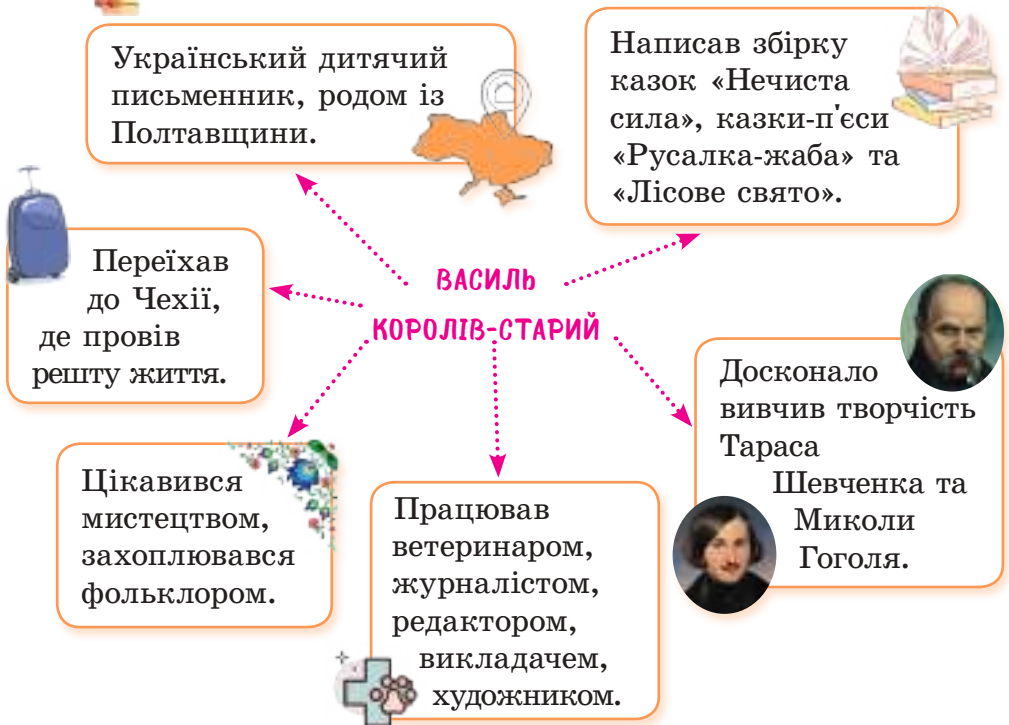 Український дитячий
письменник, родом із
Полтавщини.
Написав збірку
казок «Нечиста
сила», казки-п'єси
«Русалка-жаба» та
«Лісове свято».
Переїхав
до Чехії,
де провів
решту життя.
ВАСИЛЬ
КОРОЛІВ-СТАРИЙ
Досконало
вивчив творчість
Тараса
Шевченка та
Миколи
Гоголя.
Цікавився
мистецтвом,
захоплювався
фольклором.
Працював
ветеринаром,
журналістом,
редактором,
викладачем,
художником.